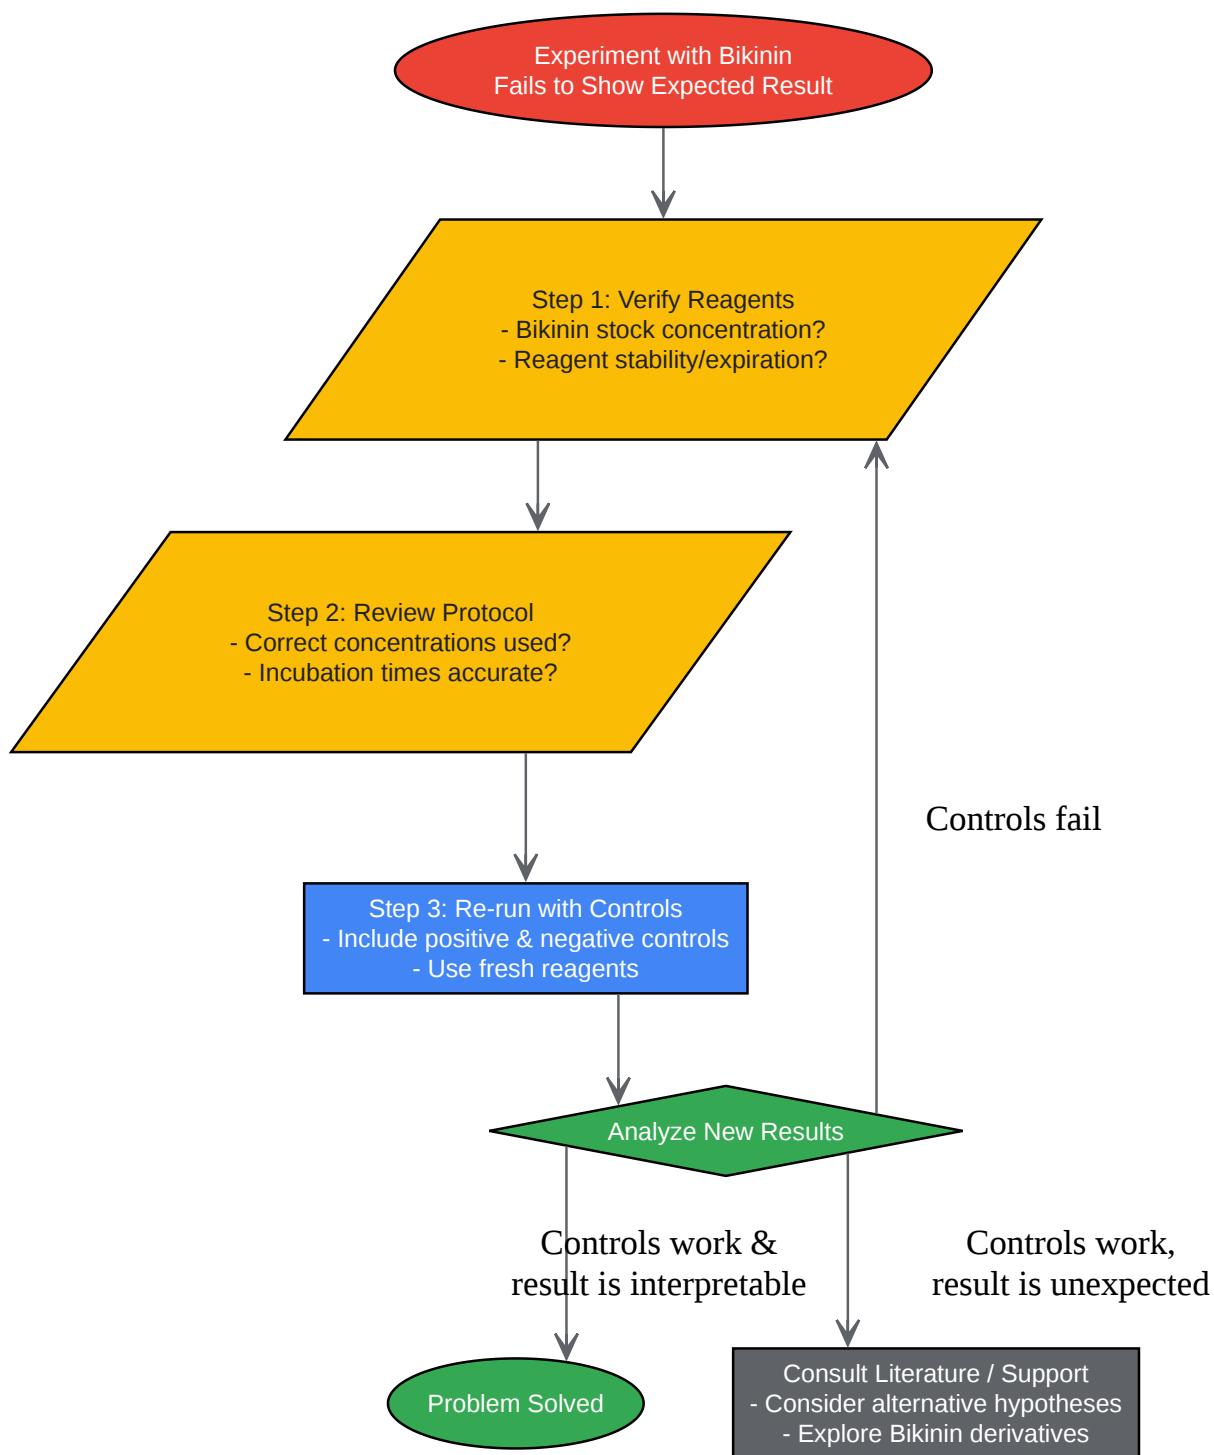 Experiment with Bikinin
Fails to Show Expected Result
Step 1: Verify Reagents
- Bikinin stock concentration?
- Reagent stability/expiration?
Step 2: Review Protocol
- Correct concentrations used?
- Incubation times accurate?
Controls fail
Step 3: Re-run with Controls
- Include positive & negative controls
- Use fresh reagents
Analyze New Results
Controls work &
result is interpretable
Controls work,
result is unexpected
Problem Solved
Consult Literature / Support
- Consider alternative hypotheses
- Explore Bikinin derivatives